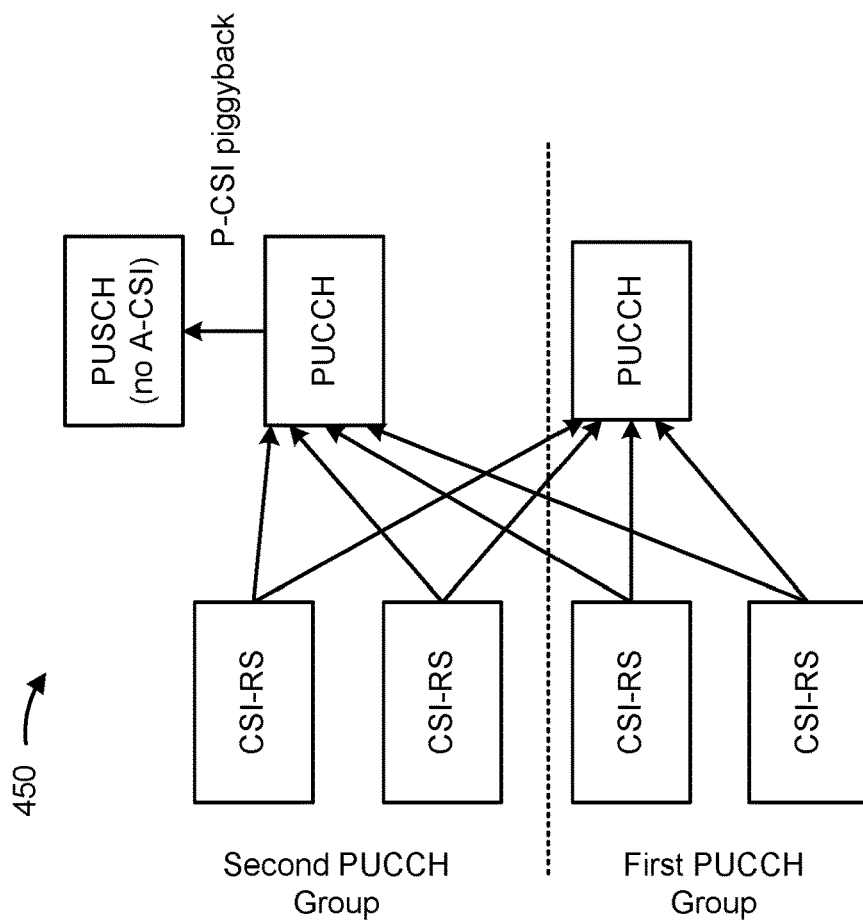 450
PUSCH
(no A-CSI)
P-CSI piggyback
PUCCH
CSI-RS
CSI-RS
Second PUCCH
Group
PUCCH
CSI-RS
CSI-RS
First PUCCH
Group